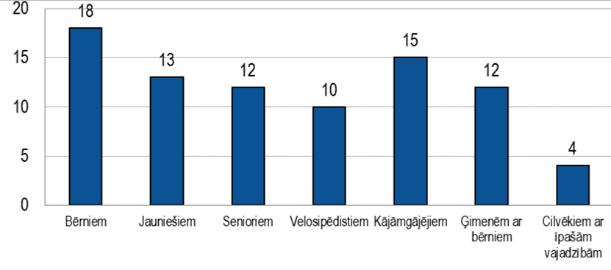 20
15
10
5
0
18
13
12
10
15
12
4
Bērniem
Jauniešiem
Senioriem
Velosipēdistiem
Kājāmgājējiem
Ģimenēm ar
bērniem
Cilvēkiem ar
īpašām
vajadzībām